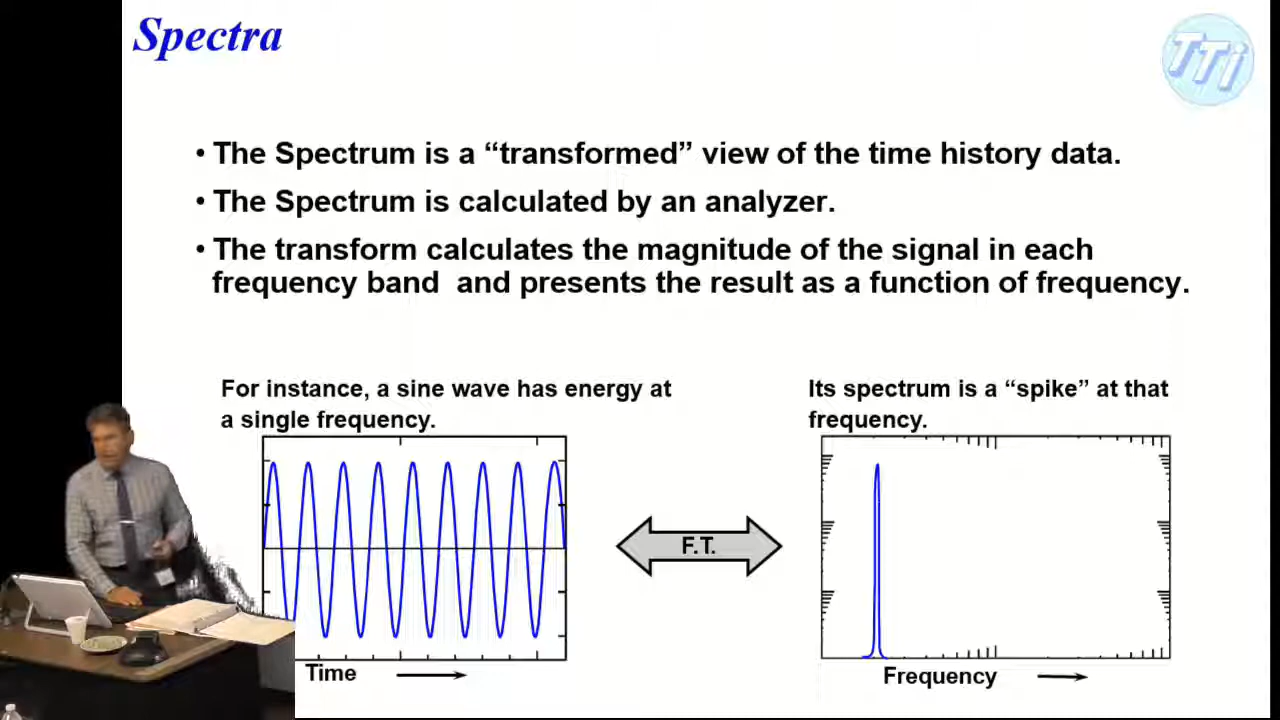 Spectra
TTi
• The Spectrum is a “transformed” view of the time history data.
• The Spectrum is calculated by an analyzer.
• The transform calculates the magnitude of the signal in each
frequency band and presents the result as a function of frequency.
For instance, a sine wave has energy at
a single frequency.
Its spectrum is a “spike” at that
frequency.
F.T.
Time
Frequency